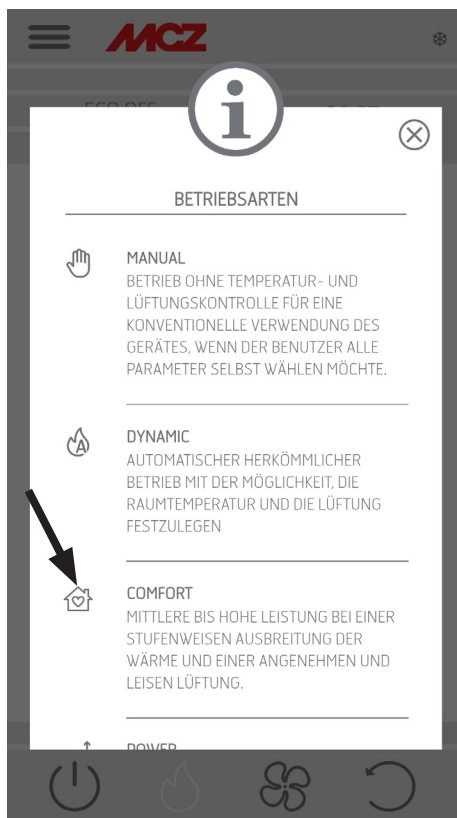 MCZ
i
BETRIEBSARTEN
MANUAL
BETRIEB OHNE TEMPERATUR- UND
LÜFTUNGSKONTROLLE FÜR EINE
KONVENTIONELLE VERWENDUNG DES
GERÄTES, WENN DER BENUTZER ALLE
PARAMETER SELBST WÄHLEN MÖCHTE.
A
DYNAMIC
AUTOMATISCHER HERKÖMMLICHER
BETRIEB MIT DER MÖGLICHKEIT, DIE
RAUMTEMPERATUR UND DIE LÜFTUNG
FESTZULEGEN
COMFORT
MITTLERE BIS HOHE LEISTUNG BEI EINER
STUFENWEISEN AUSBREITUNG DER
WÄRME UND EINER ANGENEHMEN UND
LEISEN LÜFTUNG.
POWER